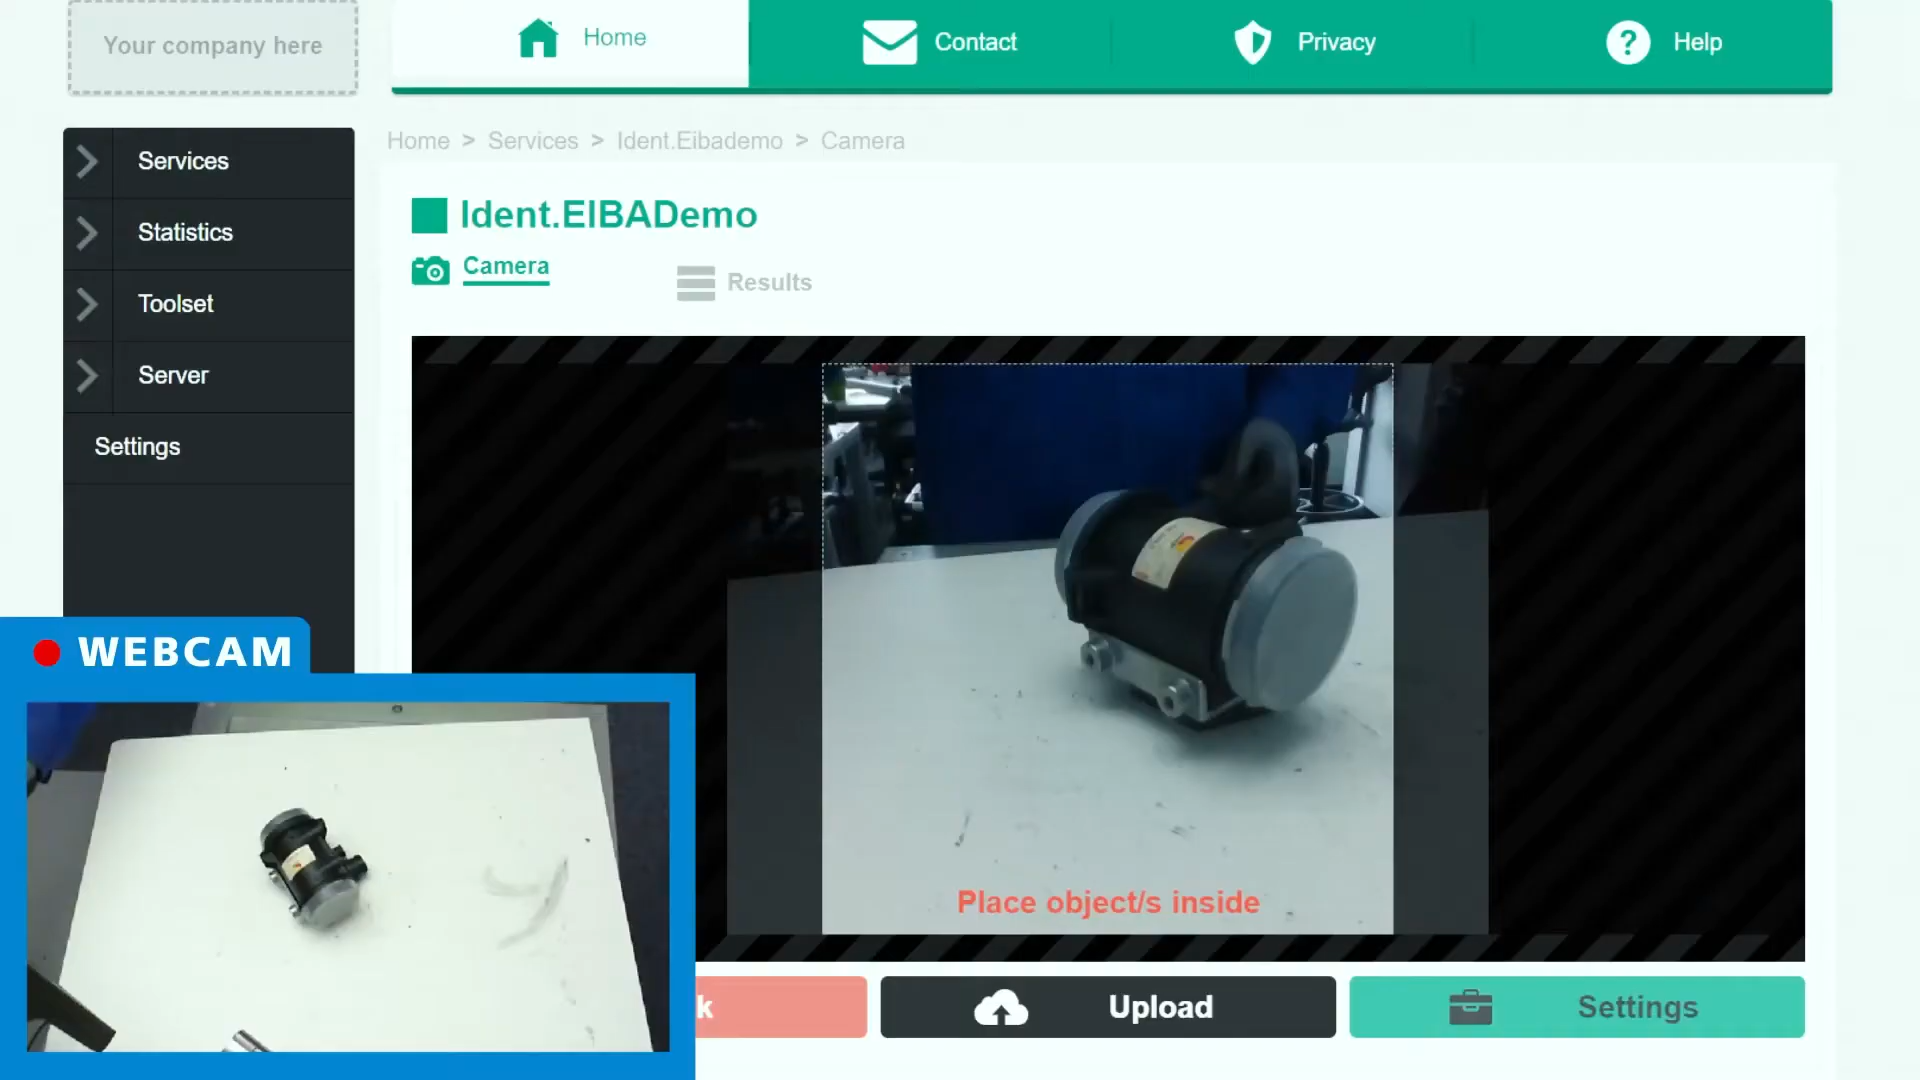 Your company here
Home
Contact
Privacy
? Help
Home > Services > Ident.Eibademo > Camera
Services
Statistics
Toolset
Server
Settings
Ident.EIBADemo
Camera
Results
Place object/s inside
WEBCAM
k
Upload
Settings